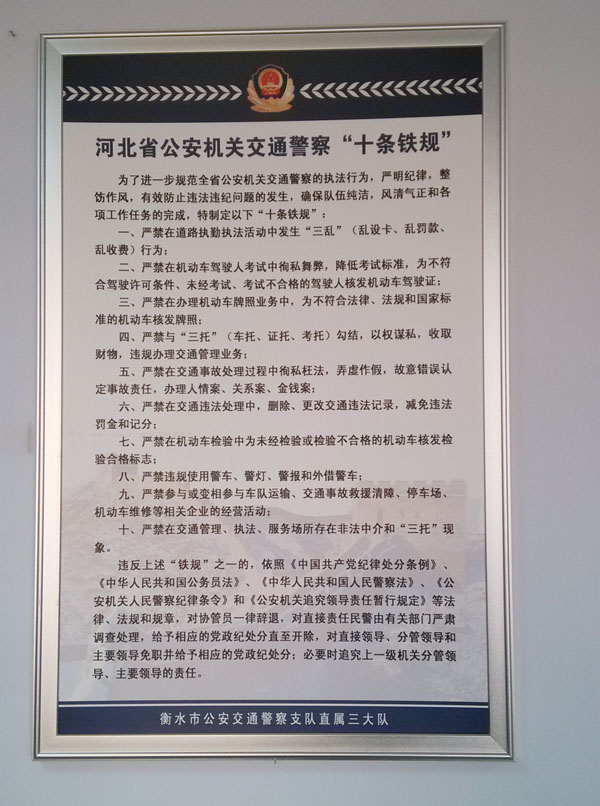 河北省公安机关交通警察“十条铁规”
为了进一步规范全省公安机关交通警察的执法行为，严明纪律，整
饬作风，有效防止违法违纪问题的发生，确保队伍纯洁，风清气正和各
项工作任务的完成，特制定以下“十条铁规”：
一、严禁在道路执勤执法活动中发生“三乱”（乱设卡、乱罚款、
乱收费）行为；
二、严禁在机动车驾驶人考试中徇私舞弊，降低考试标准，为不符
合驾驶许可条件、未经考试、考试不合格的驾驶人核发机动车驾驶证；
三、严禁在办理机动车牌照业务中，为不符合法律、法规和国家标
准的机动车核发牌照；
四、严禁与“三托”（车托、证托、考托）勾结，以权谋私，收取
财物，违规办理交通管理业务；
五、严禁在交通事故处理过程中徇私枉法，弄虚作假，故意错误认
定事故责任，办理人情案、关系案、金钱案；
六、严禁在交通违法处理中，删除、更改交通违法记录，减免违法
罚金和记分；
七、严禁在机动车检验中为未经检验或检验不合格的机动车核发检
验合格标志；
八、严禁违规使用警车、警灯、警报和外借警车；
九、严禁参与或变相参与车队运输、交通事故救援清障、停车场、
机动车维修等相关企业的经营活动；
十、严禁在交通管理、执法、服务场所存在非法中介和“三托”现
象。
违反上述“铁规”之一的，依照《中国共产党纪律处分条例》、
《中华人民共和国公务员法》、《中华人民共和国人民警察法》、《公
安机关人民警察纪律条令》和《公安机关追究领导责任暂行规定》等法
律、法规和规章，对协管员一律辞退，对直接责任民警由有关部门严肃
调查处理，给予相应的党政纪处分直至开除，对直接领导、分管领导和
主要领导免职并给予相应的党政纪处分；必要时追究上一级机关分管领
导、主要领导的责任。
衡水市公安交通警察支队直属三大队